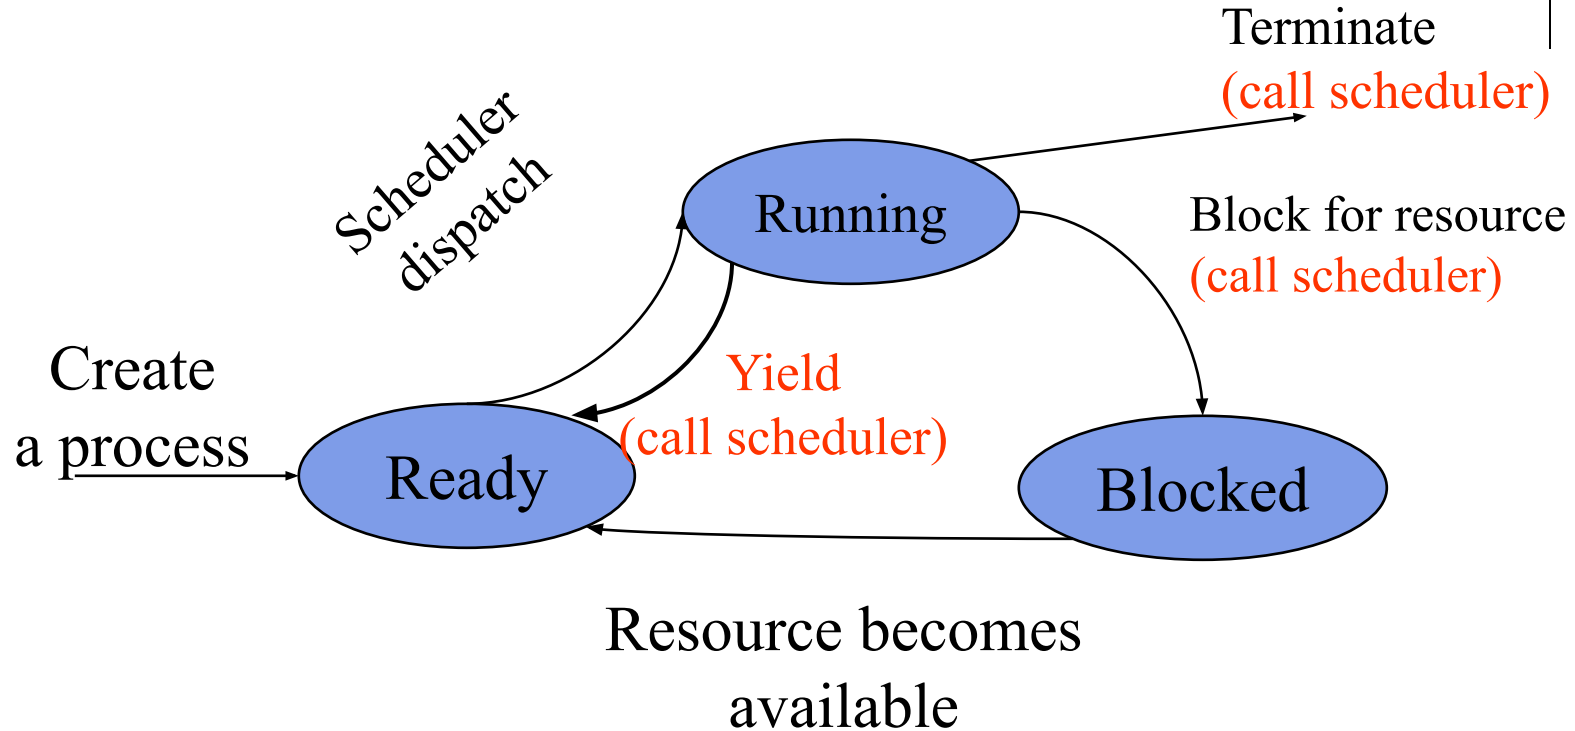 Terminate
(call scheduler)
Scheduler
dispatch
Running
Block for resource
(call scheduler)
Create
a process
Yield
(call scheduler)
Ready
Blocked
Resource becomes
available